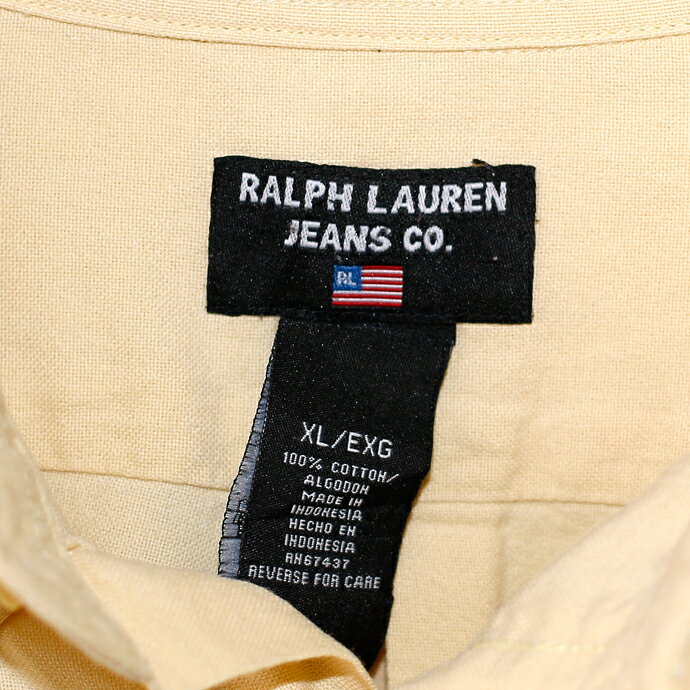 RALPH LAUREN
JEANS CO.
RL
XL/EXG
100% COTTON/
ALGODON
MADE IN
INDONESIA
HECHO EN
INDONESIA
RN67437
REVERSE FOR CARE